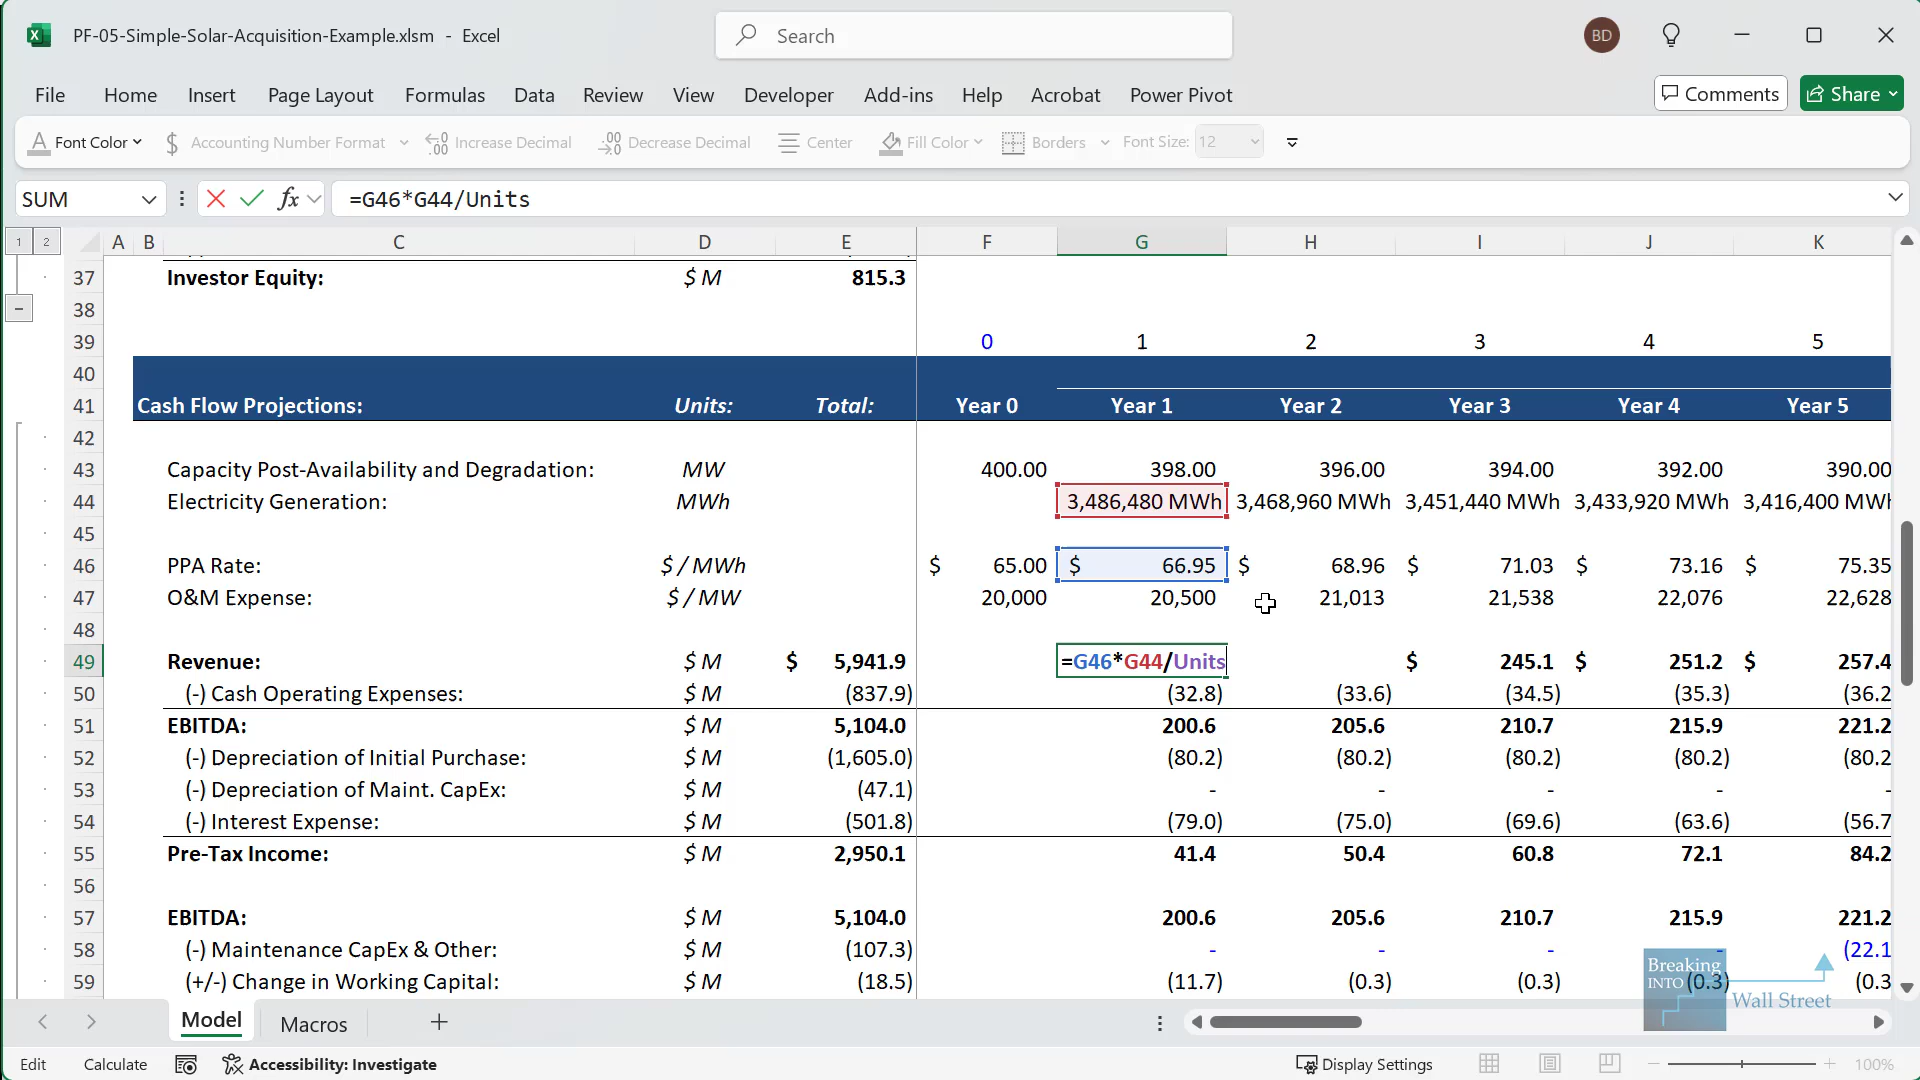 PF-05-Simple-Solar-Acquisition-Example.xlsm - Excel
Search
BD
File Home Insert Page Layout Formulas Data Review View Developer Add-ins Help Acrobat Power Pivot
Comments Share
Font Color $ Accounting Number Format Increase Decimal Decrease Decimal Center Fill Color Borders Font Size: 12
SUM =G46*G44/Units
1 2 A B C D E F G H I J K
37 Investor Equity: $ M 815.3
38
39 0 1 2 3 4 5
40
41 Cash Flow Projections: Units: Total: Year 0 Year 1 Year 2 Year 3 Year 4 Year 5
42
43 Capacity Post-Availability and Degradation: MW 400.00 398.00 396.00 394.00 392.00 390.00
44 Electricity Generation: MWh 3,486,480 MWh 3,468,960 MWh 3,451,440 MWh 3,433,920 MWh 3,416,400 MWh
45
46 PPA Rate: $ / MWh $ 65.00 $ 66.95 $ 68.96 $ 71.03 $ 73.16 $ 75.35
47 O&M Expense: $ / MW 20,000 20,500 21,013 21,538 22,076 22,628
48
49 Revenue: $ M $ 5,941.9 =G46*G44/Units $ 245.1 $ 251.2 $ 257.4
50 (-) Cash Operating Expenses: $ M (837.9) (32.8) (33.6) (34.5) (35.3) (36.2
51 EBITDA: $ M 5,104.0 200.6 205.6 210.7 215.9 221.2
52 (-) Depreciation of Initial Purchase: $ M (1,605.0) (80.2) (80.2) (80.2) (80.2) (80.2
53 (-) Depreciation of Maint. CapEx: $ M (47.1) - - - - -
54 (-) Interest Expense: $ M (501.8) (79.0) (75.0) (69.6) (63.6) (56.7
55 Pre-Tax Income: $ M 2,950.1 41.4 50.4 60.8 72.1 84.2
56
57 EBITDA: $ M 5,104.0 200.6 205.6 210.7 215.9 221.2
58 (-) Maintenance CapEx & Other: $ M (107.3) - - - - (22.1
59 (+/-) Change in Working Capital: $ M (18.5) (11.7) (0.3) (0.3) (0.3) (0.3
Breaking
INTO
Wall Street
Model Macros
Edit Calculate Accessibility: Investigate Display Settings 100%